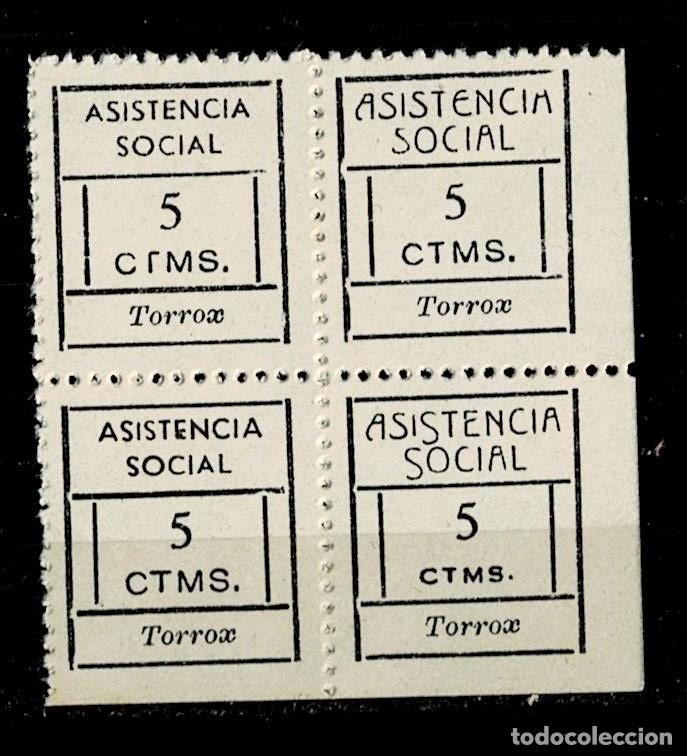 ASISTENCIA
SOCIAL
5
CTMS.
Torrox
ASISTENCIA
SOCIAL
5
CTMS.
Torrox
ASISTENCIA
SOCIAL
5
CTMS.
Torrox
ASISTENCIA
SOCIAL
5
CTMS.
Torrox
todocoleccion